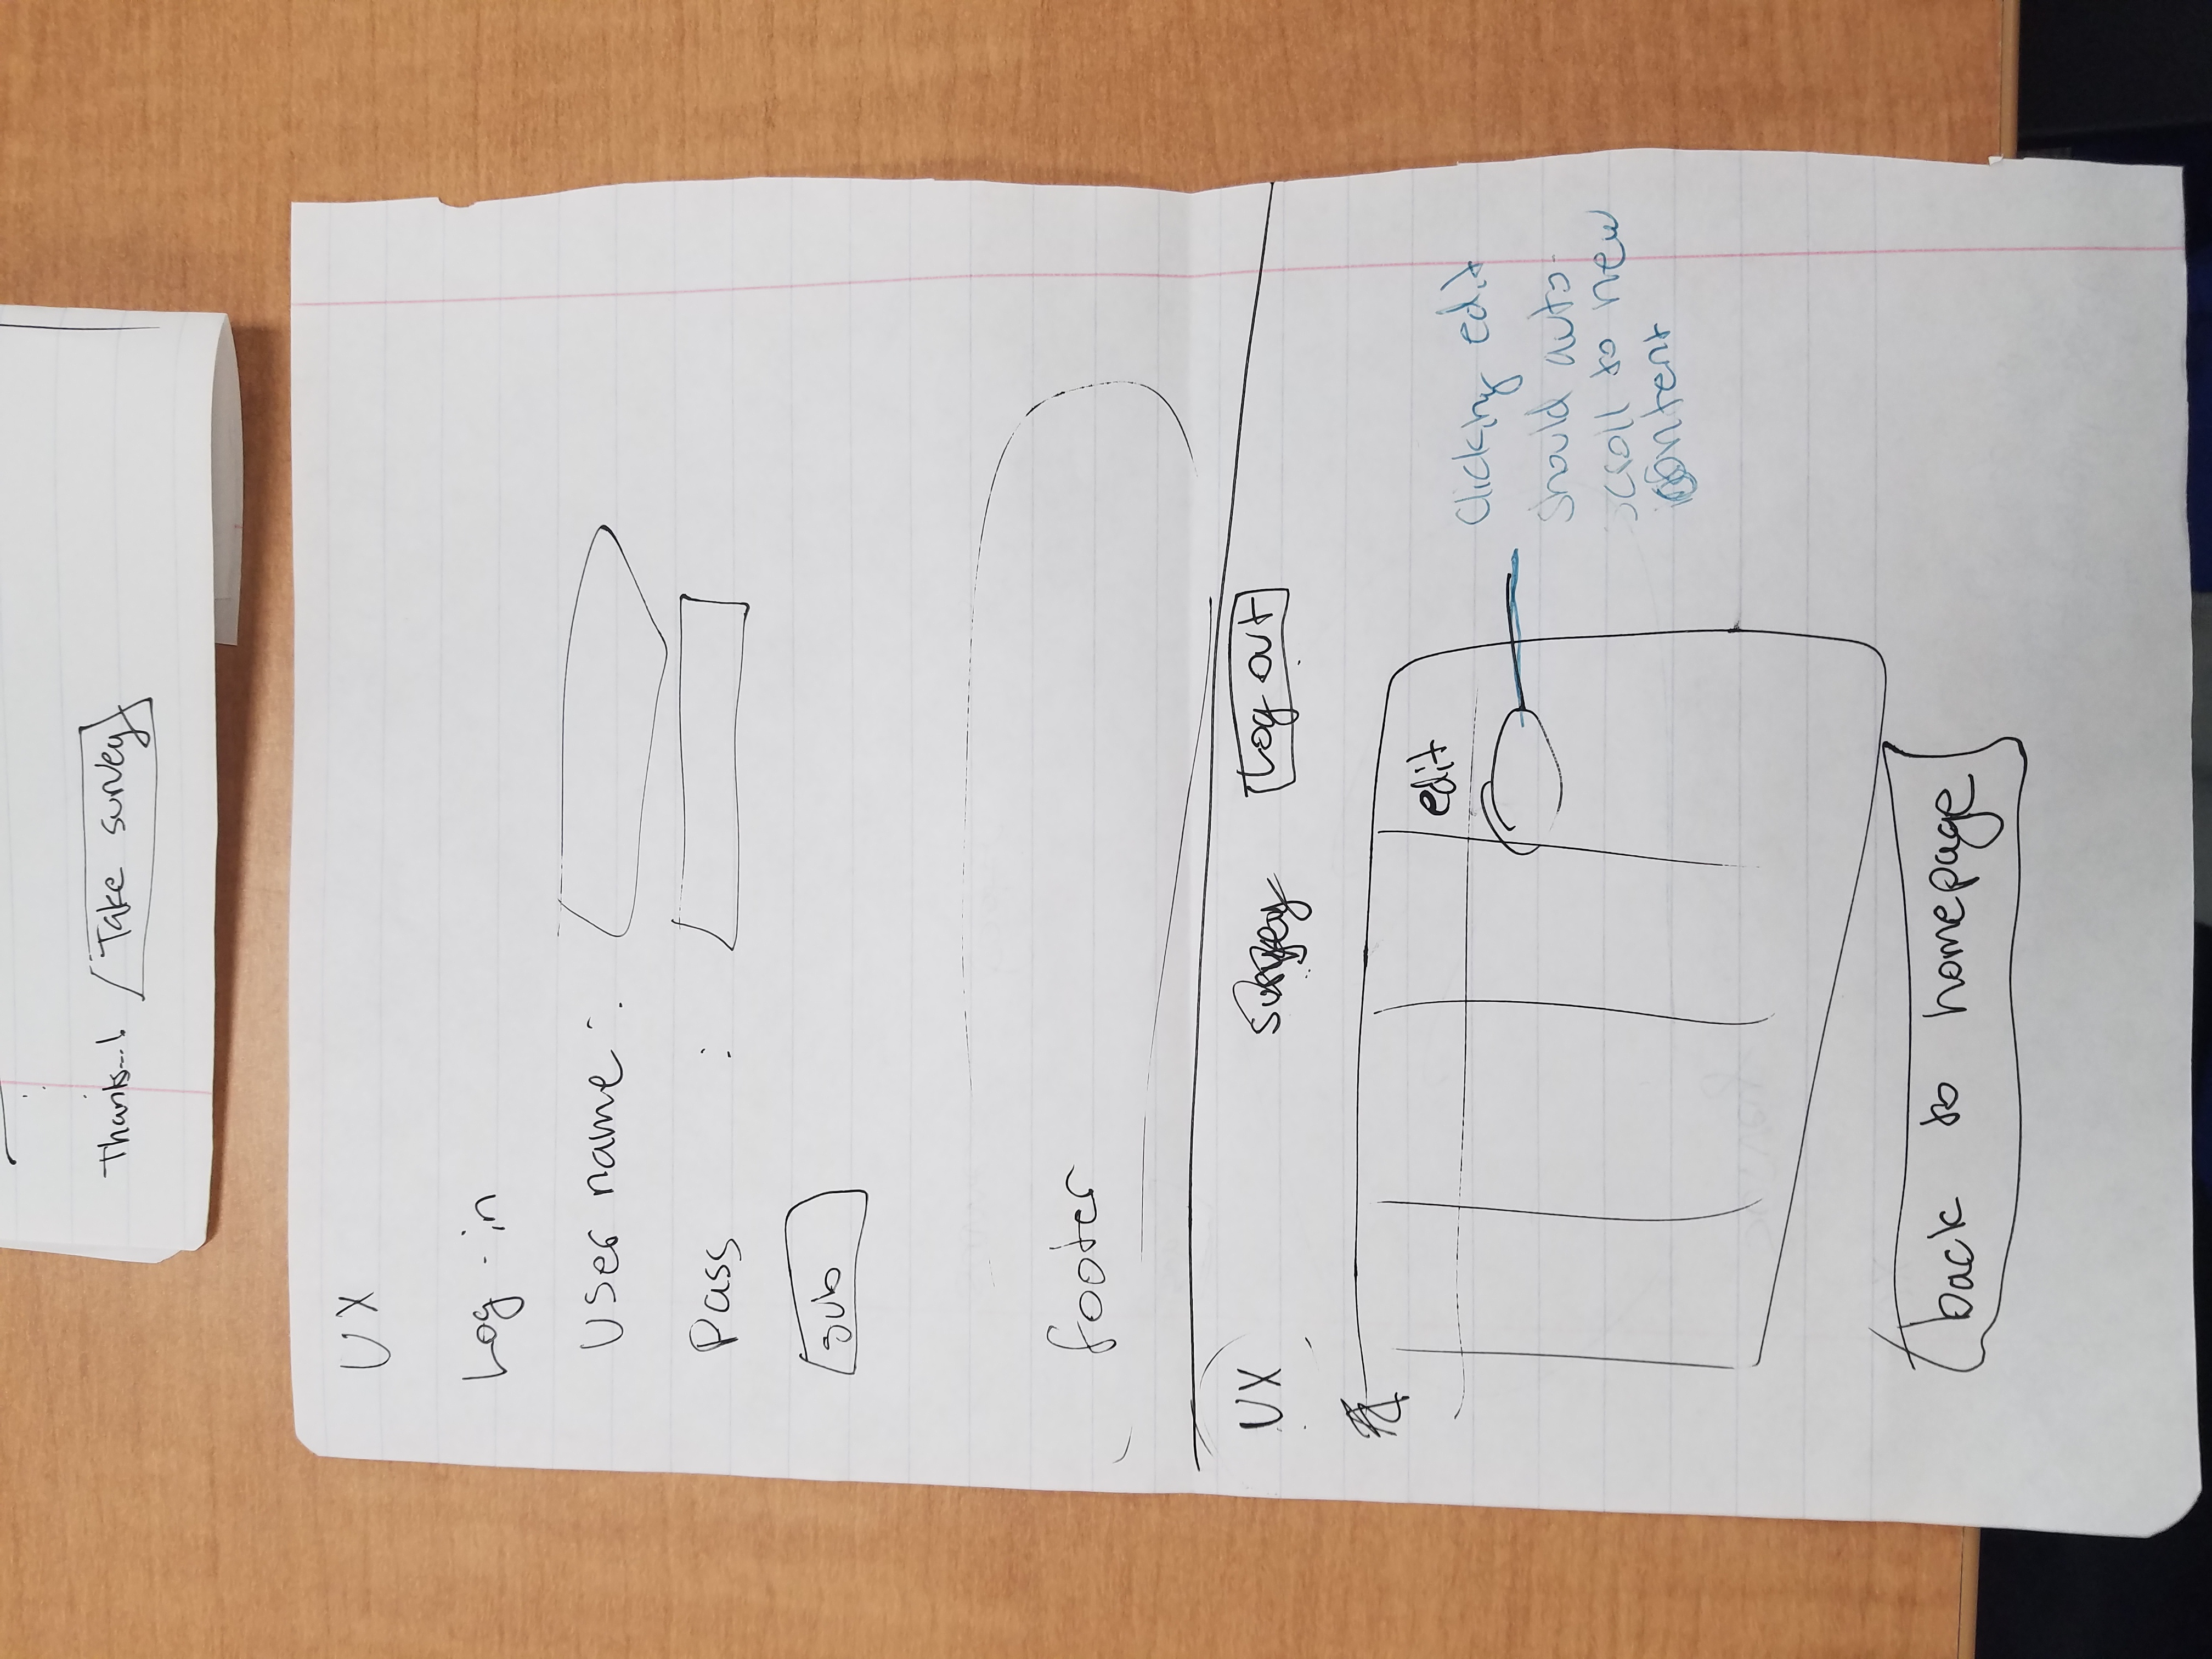 Thanks...! Take survey
UX
Log-in
User name :
Pass :
sub
footer
UX survey Log out
edit
Clicking edit
should auto-
scroll to new
content
back to homepage